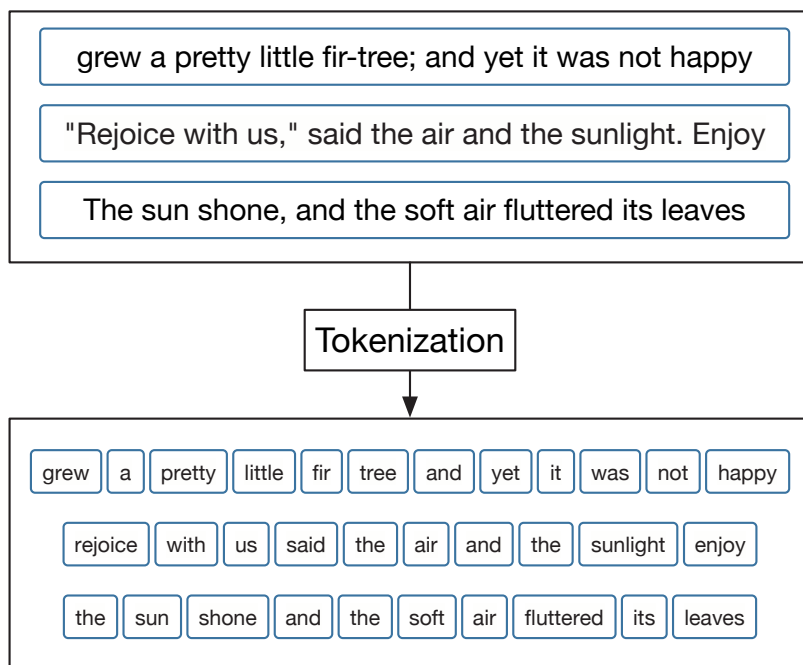 grew a pretty little fir-tree; and yet it was not happy
"Rejoice with us," said the air and the sunlight. Enjoy
The sun shone, and the soft air fluttered its leaves
Tokenization
grew a pretty little fir tree and yet it was not happy
rejoice with us said the air and the sunlight enjoy
the sun shone and the soft air fluttered its leaves